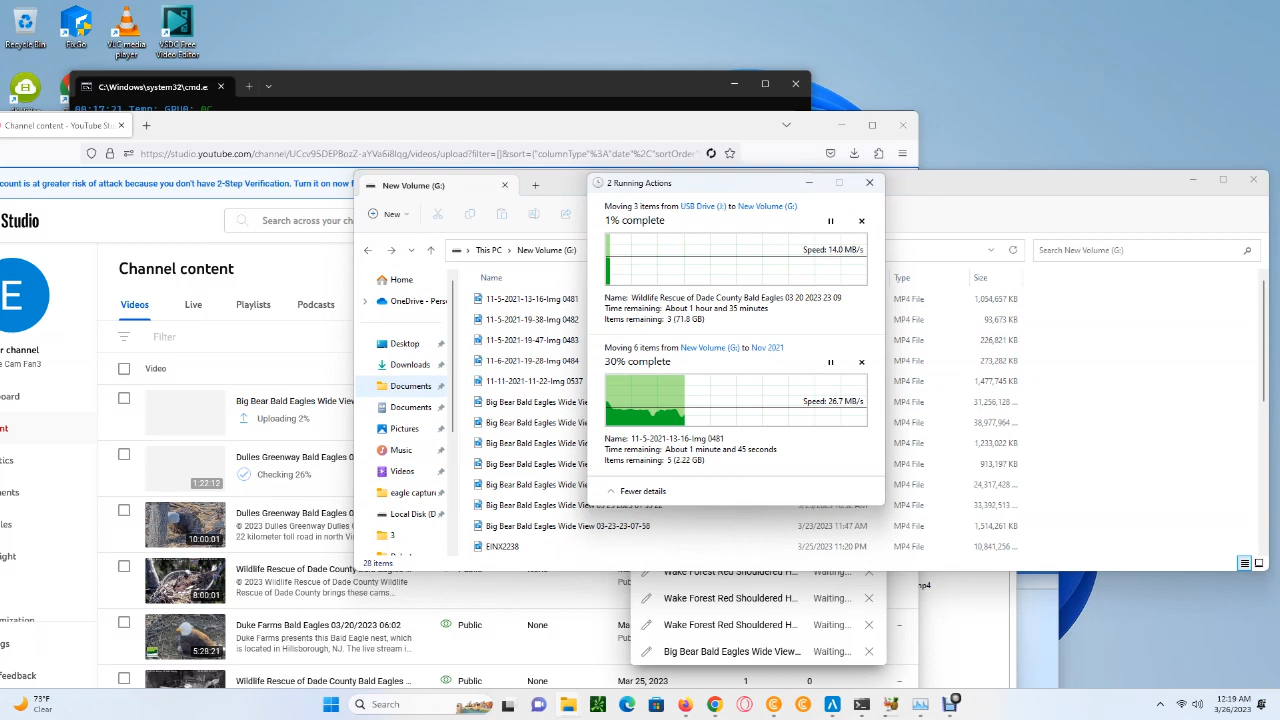 Recycle Bin
FixGo
VLC media player
VSDC Free Video Editor
C:\Windows\system32\cmd.e
00:17:21 Temp: GPU0: 0C
Channel content - YouTube Stu
https://studio.youtube.com/channel/UCcv95DEPBozZ-aYVa6i8lqg/videos/upload?filter=[]&sort={"columnType"%3A"date"%2C"sortOrder"
count is at greater risk of attack because you don't have 2-Step Verification. Turn it on now f
Studio
Search across your cha
E
r channel
e Cam Fan3
Channel content
Videos
Live
Playlists
Podcasts
Filter
Video
Big Bear Bald Eagles Wide View
Uploading 2%
Dulles Greenway Bald Eagles 0
Checking 26%
1:22:12
Dulles Greenway Bald Eagles 0
© 2023 Dulles Greenway Dulles
22 kilometer toll road in north Vi
10:00:01
Wildlife Rescue of Dade County
© 2023 Wildlife Rescue of Dade County Wildlife
Rescue of Dade County brings these cams...
8:00:01
Duke Farms Bald Eagles 03/20/2023 06:02
Duke Farms presents this Bald Eagle nest, which
is located in Hillsborough, NJ. The live stream i...
5:28:21
Public
None
Wildlife Rescue of Dade County Bald Eagles ...
Public
None
Mar 25, 2023
1
0
New Volume (G:)
New
This PC > New Volume (G:)
Search New Volume (G:)
Home
OneDrive - Perso
Desktop
Downloads
Documents
Documents
Pictures
Music
Videos
eagle capture
Local Disk (D
3
Name
Type
Size
11-5-2021-13-16-Img 0481
MP4 File
1,054,657 KB
11-5-2021-19-38-Img 0482
MP4 File
93,673 KB
11-5-2021-13-47-Img 0483
MP4 File
226,821 KB
11-6-2021-19-28-Img 0484
MP4 File
273,282 KB
11-11-2021-11-22-Img 0537
MP4 File
1,477,745 KB
Big Bear Bald Eagles Wide View
MP4 File
31,256,128 ...
Big Bear Bald Eagles Wide View
MP4 File
38,977,964 ...
Big Bear Bald Eagles Wide View
MP4 File
1,233,022 KB
Big Bear Bald Eagles Wide View
MP4 File
913,197 KB
Big Bear Bald Eagles Wide View
MP4 File
24,317,428 ...
MP4 File
33,392,513 ...
Big Bear Bald Eagles Wide View 03-23-23-07-58
3/23/2023 11:47 AM
MP4 File
1,514,261 KB
EINX2238
3/25/2023 11:20 PM
MP4 File
10,841,256 ...
28 items
2 Running Actions
Moving 3 items from USB Drive (J:) to New Volume (G:)
1% complete
Speed: 14.0 MB/s
Name: Wildlife Rescue of Dade County Bald Eagles 03 20 2023 23 09
Time remaining: About 1 hour and 35 minutes
Items remaining: 3 (71.8 GB)
Moving 6 items from New Volume (G:) to Nov 2021
30% complete
Speed: 26.7 MB/s
Name: 11-5-2021-13-16-Img 0481
Time remaining: About 1 minute and 45 seconds
Items remaining: 5 (2.22 GB)
Fewer details
Wake Forest Red Shouldered H...
Waiting...
Wake Forest Red Shouldered H...
Waiting...
Wake Forest Red Shouldered H...
Waiting...
Big Bear Bald Eagles Wide View...
Waiting...
mp4
73°F
Clear
Search
12:19 AM
3/26/2023